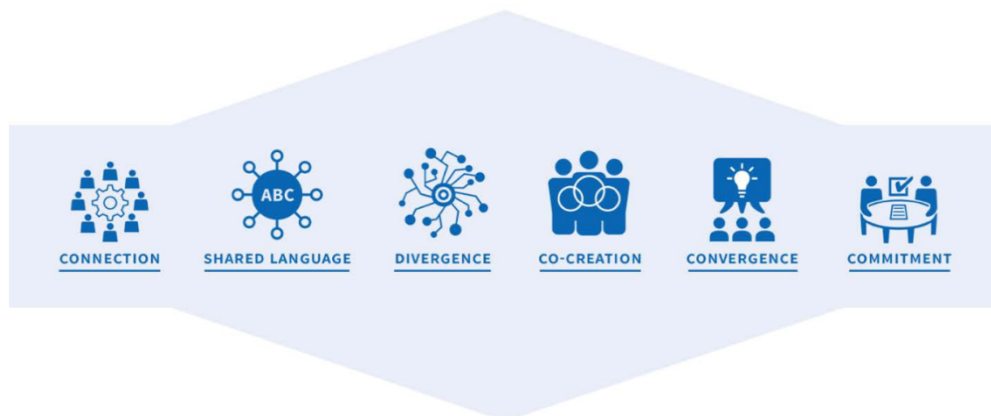 ABC
CONNECTION
SHARED LANGUAGE
DIVERGENCE
CO-CREATION
CONVERGENCE
COMMITMENT